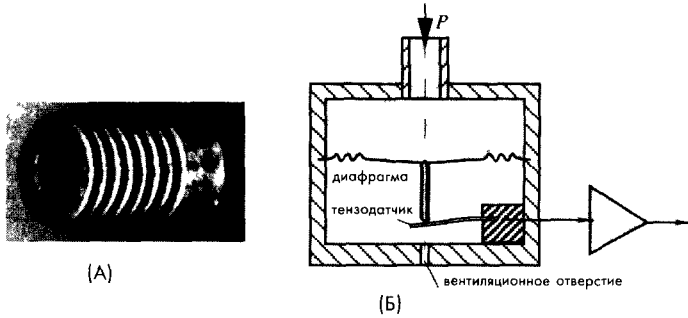 P
диафрагма
тензодатчик
вентиляционное отверстие
(А)
(Б)